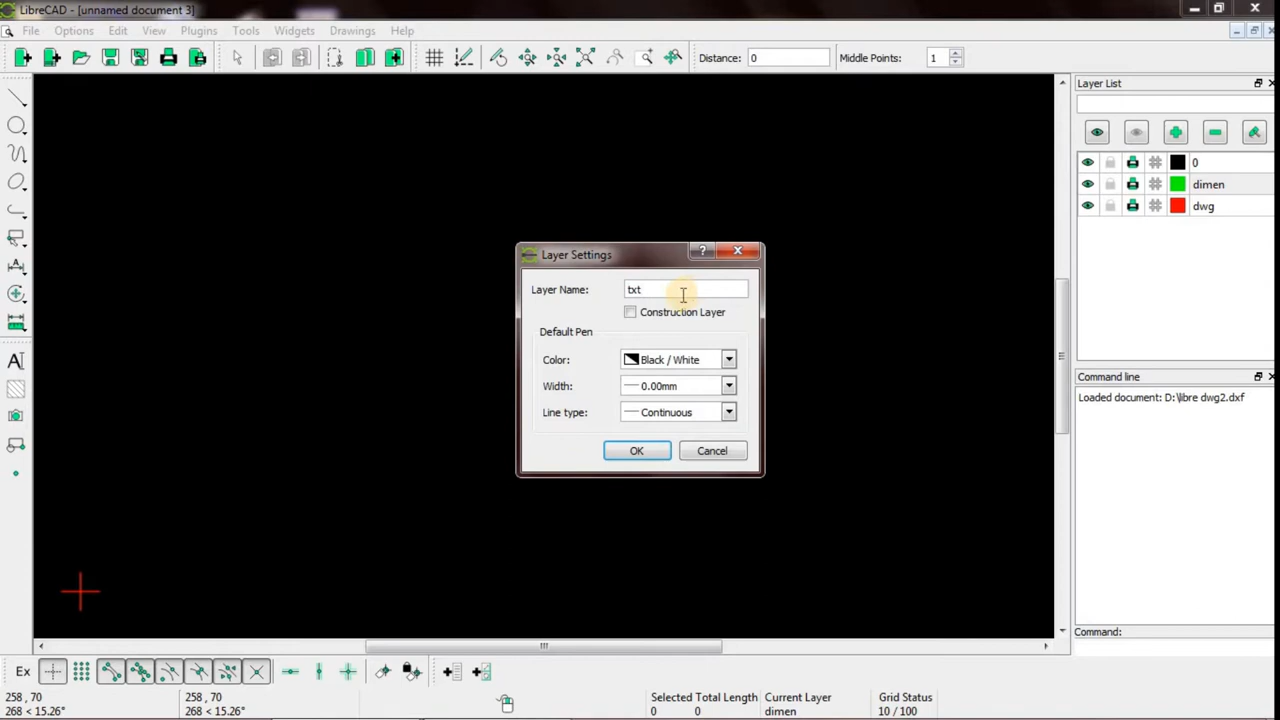 LibreCAD - [unnamed document 3]
File Options Edit View Plugins Tools Widgets Drawings Help
Distance: 0 Middle Points: 1
Layer List
0
dimen
dwg
Layer Settings
Layer Name: txt
Construction Layer
Default Pen
Color: Black / White
Width: 0.00mm
Line type: Continuous
OK Cancel
Command line
Loaded document: D:\libre dwg2.dxf
Command:
Ex
258 , 70 258 , 70 Selected Total Length Current Layer Grid Status
268 < 15.26° 268 < 15.26° 0 0 dimen 10 / 100